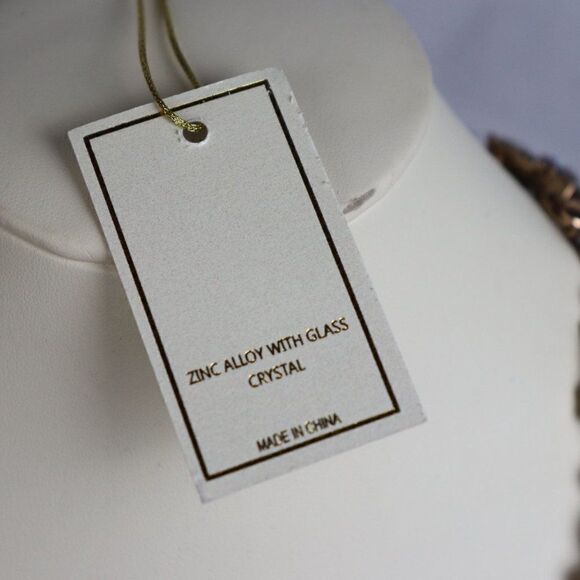 ZINC ALLOY WITH GLASS
CRYSTAL
MADE IN CHINA